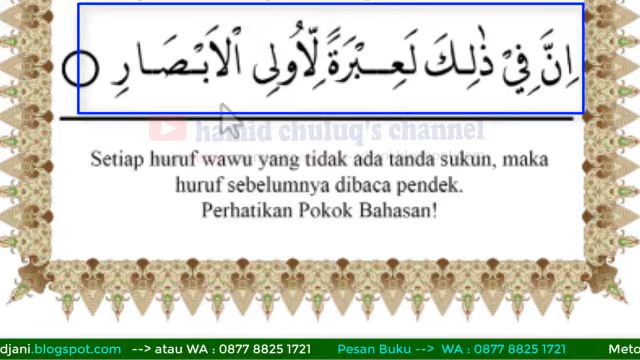 اِنَّ فِيْ ذٰلِكَ لَعِبْرَةً لِّاُولِى الْاَبْصَارِ
hamid chuluq's channel
Setiap huruf wawu yang tidak ada tanda sukun, maka
huruf sebelumnya dibaca pendek.
Perhatikan Pokok Bahasan!
djani.blogspot.com --> atau WA : 0877 8825 1721 Pesan Buku --> WA : 0877 8825 1721 Meto